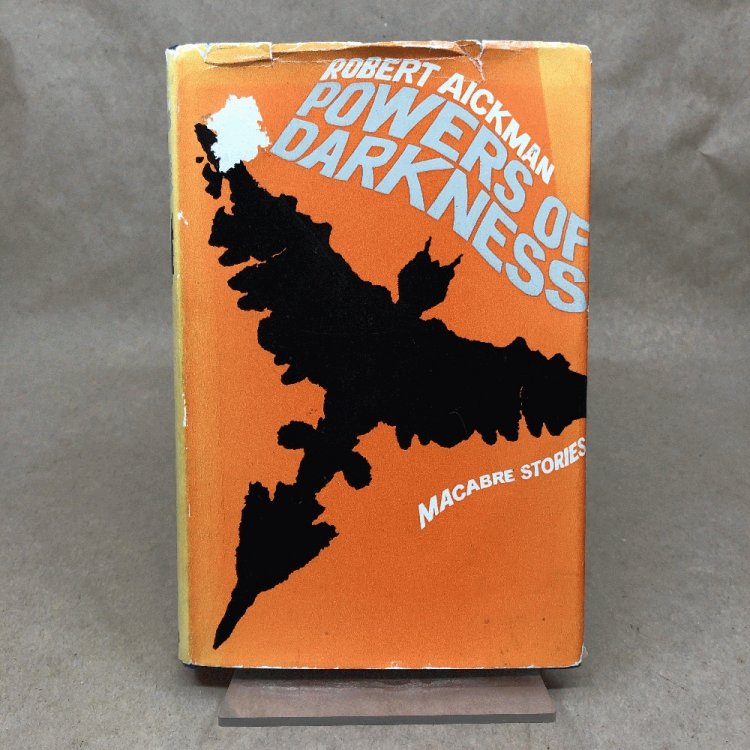 ROBERT AICKMAN
POWERS OF
DARKNESS
MACABRE STORIES